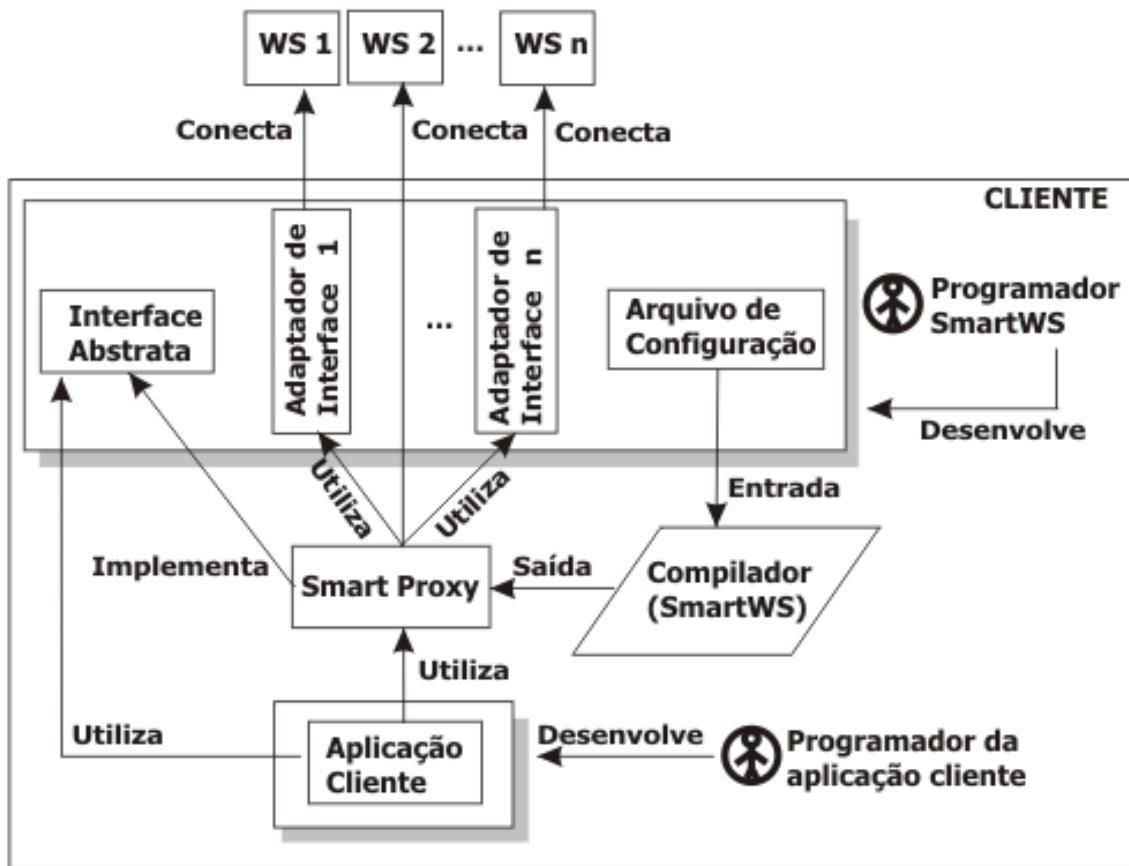 WS 1
WS 2
...
WS n
Conecta
Conecta
Conecta
CLIENTE
Adaptador de
Interface 1
Adaptador de
Interface n
Interface
Abstrata
...
Arquivo de
Configuração
Programador
SmartWS
Desenvolve
Utiliza
Utiliza
Entrada
Implementa
Smart Proxy
Saída
Compilador
(SmartWS)
Utiliza
Utiliza
Aplicação
Cliente
Desenvolve
Programador da
aplicação cliente